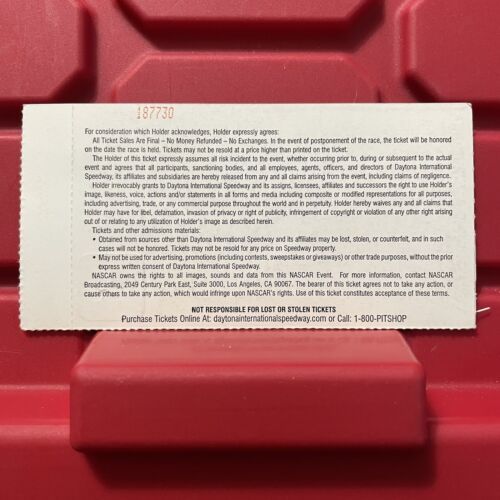 187730
For consideration which Holder acknowledges, Holder expressly agrees:
All Ticket Sales Are Final – No Money Refunded – No Exchanges. In the event of postponement of the race, the ticket will be honored
on the date the race is held. Tickets may not be resold at a price higher than printed on the ticket.
The Holder of this ticket expressly assumes all risk incident to the event, whether occurring prior to, during or subsequent to the actual
event and agrees that all participants, sanctioning bodies, and all employees, agents, officers, and directors of Daytona International
Speedway, its affiliates and subsidiaries are hereby released from any and all claims arising from the event, including claims of negligence.
Holder irrevocably grants to Daytona International Speedway and its assigns, licensees, affiliates and successors the right to use Holder's
image, likeness, voice, actions and/or statements in all forms and media including composite or modified representations for all purposes,
including advertising, trade, or any commercial purpose throughout the world and in perpetuity. Holder hereby waives any and all claims that
Holder may have for libel, defamation, invasion of privacy or right of publicity, infringement of copyright or violation of any other right arising
out of or relating to any utilization of Holder's image as described herein.
Tickets and other admissions materials:
• Obtained from sources other than Daytona International Speedway and its affiliates may be lost, stolen, or counterfeit, and in such
cases will not be honored. Tickets may not be resold for any price on Speedway property.
• May not be used for advertising, promotions (including contests, sweepstakes or giveaways) or other trade purposes, without the prior
express written consent of Daytona International Speedway.
NASCAR owns the rights to all images, sounds and data from this NASCAR Event. For more information, contact NASCAR
Broadcasting, 2049 Century Park East, Suite 3000, Los Angeles, CA 90067. The bearer of this ticket agrees not to take any action, or
cause others to take any action, which would infringe upon NASCAR's rights. Use of this ticket constitutes acceptance of these terms.
NOT RESPONSIBLE FOR LOST OR STOLEN TICKETS
Purchase Tickets Online At: daytonainternationalspeedway.com or Call: 1-800-PITSHOP